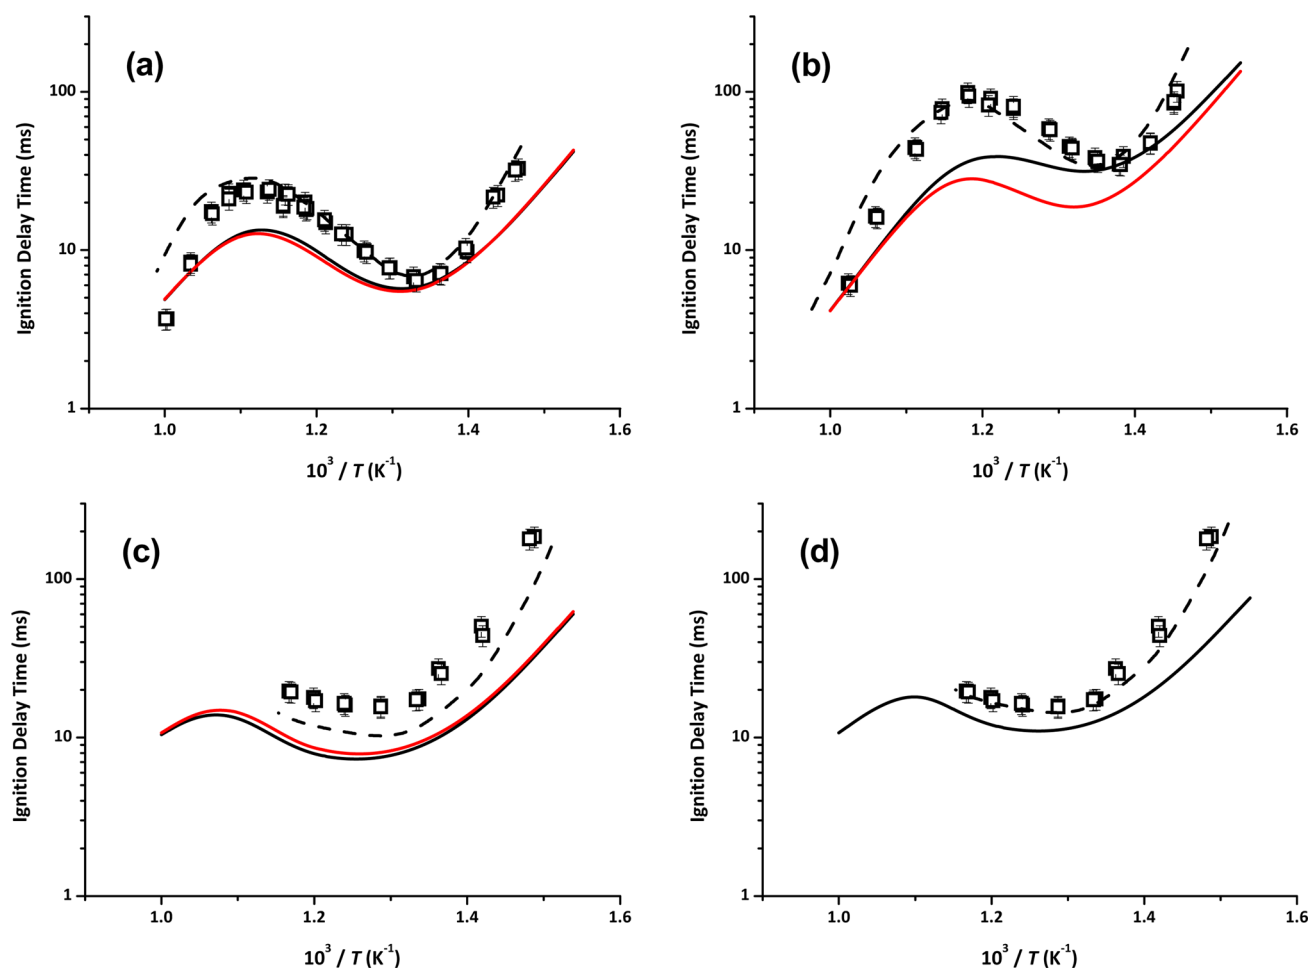 (a)
Ignition Delay Time (ms)
100
10
1
1.0 1.2 1.4 1.6
10³ / T (K⁻¹)
(b)
Ignition Delay Time (ms)
100
10
1
1.0 1.2 1.4 1.6
10³ / T (K⁻¹)
(c)
Ignition Delay Time (ms)
100
10
1
1.0 1.2 1.4 1.6
10³ / T (K⁻¹)
(d)
Ignition Delay Time (ms)
100
10
1
1.0 1.2 1.4 1.6
10³ / T (K⁻¹)